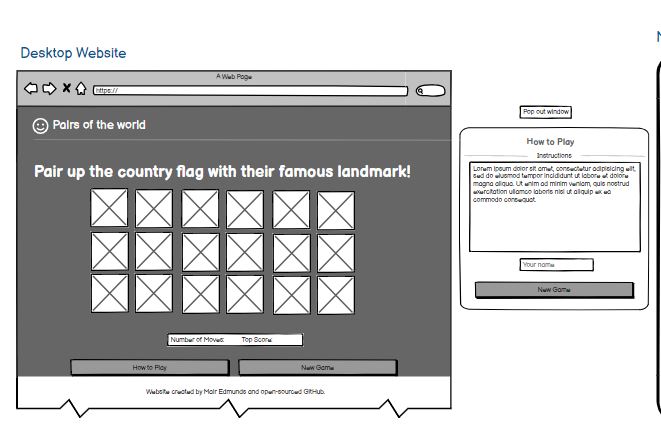 Desktop Website
A Web Page
https://
Pairs of the world
Pair up the country flag with their famous landmark!
Number of Moves: Top Score:
How to Play
New Game
Website created by Mair Edmunds and open-sourced GitHub.
Pop out window
How to Play
Instructions
Lorem ipsum dolor sit amet, consectetur adipisicing elit,
sed do eiusmod tempor incididunt ut labore et dolore
magna aliqua. Ut enim ad minim veniam, quis nostrud
exercitation ullamco laboris nisi ut aliquip ex ea
commodo consequat.
Your name
New Game